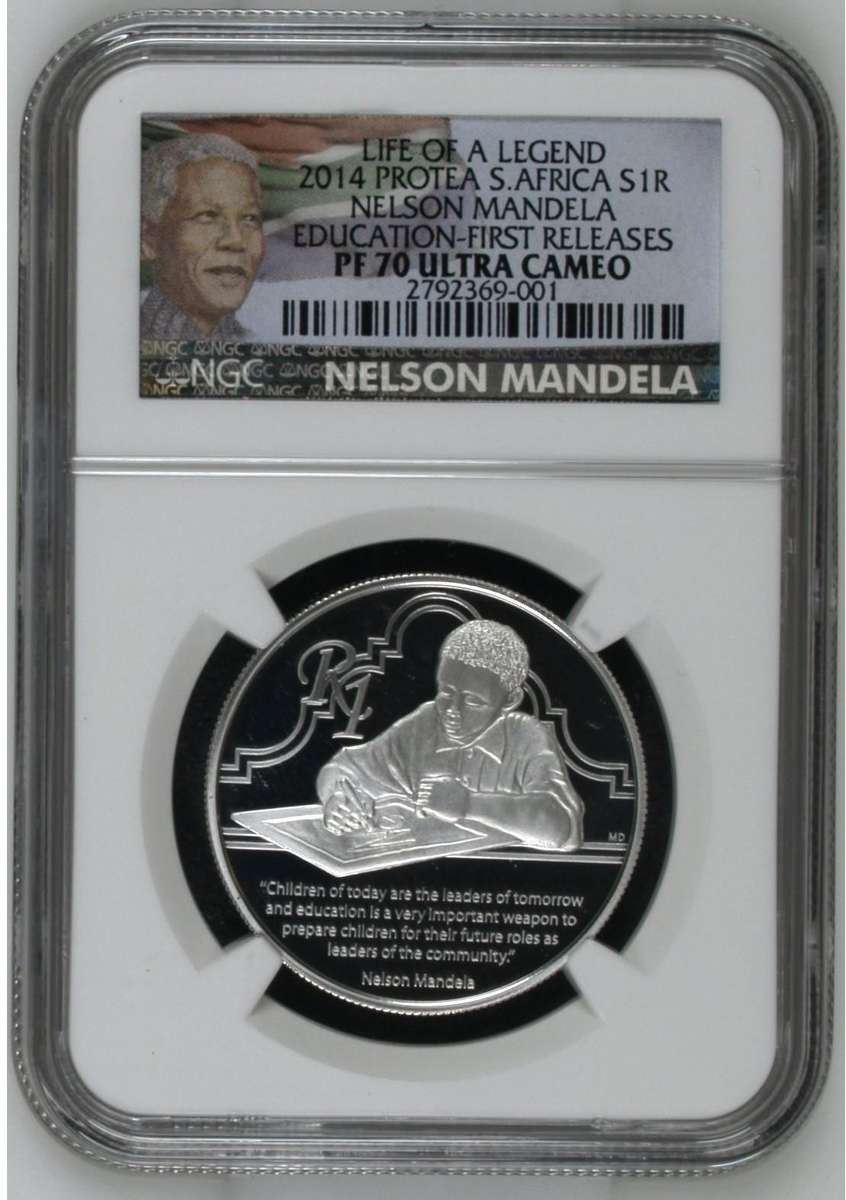 LIFE OF A LEGEND
2014 PROTEA S.AFRICA S1R
NELSON MANDELA
EDUCATION-FIRST RELEASES
PF 70 ULTRA CAMEO
2792369-001
NGC NELSON MANDELA
R1
MD
“Children of today are the leaders of tomorrow
and education is a very important weapon to
prepare children for their future roles as
leaders of the community.”
Nelson Mandela